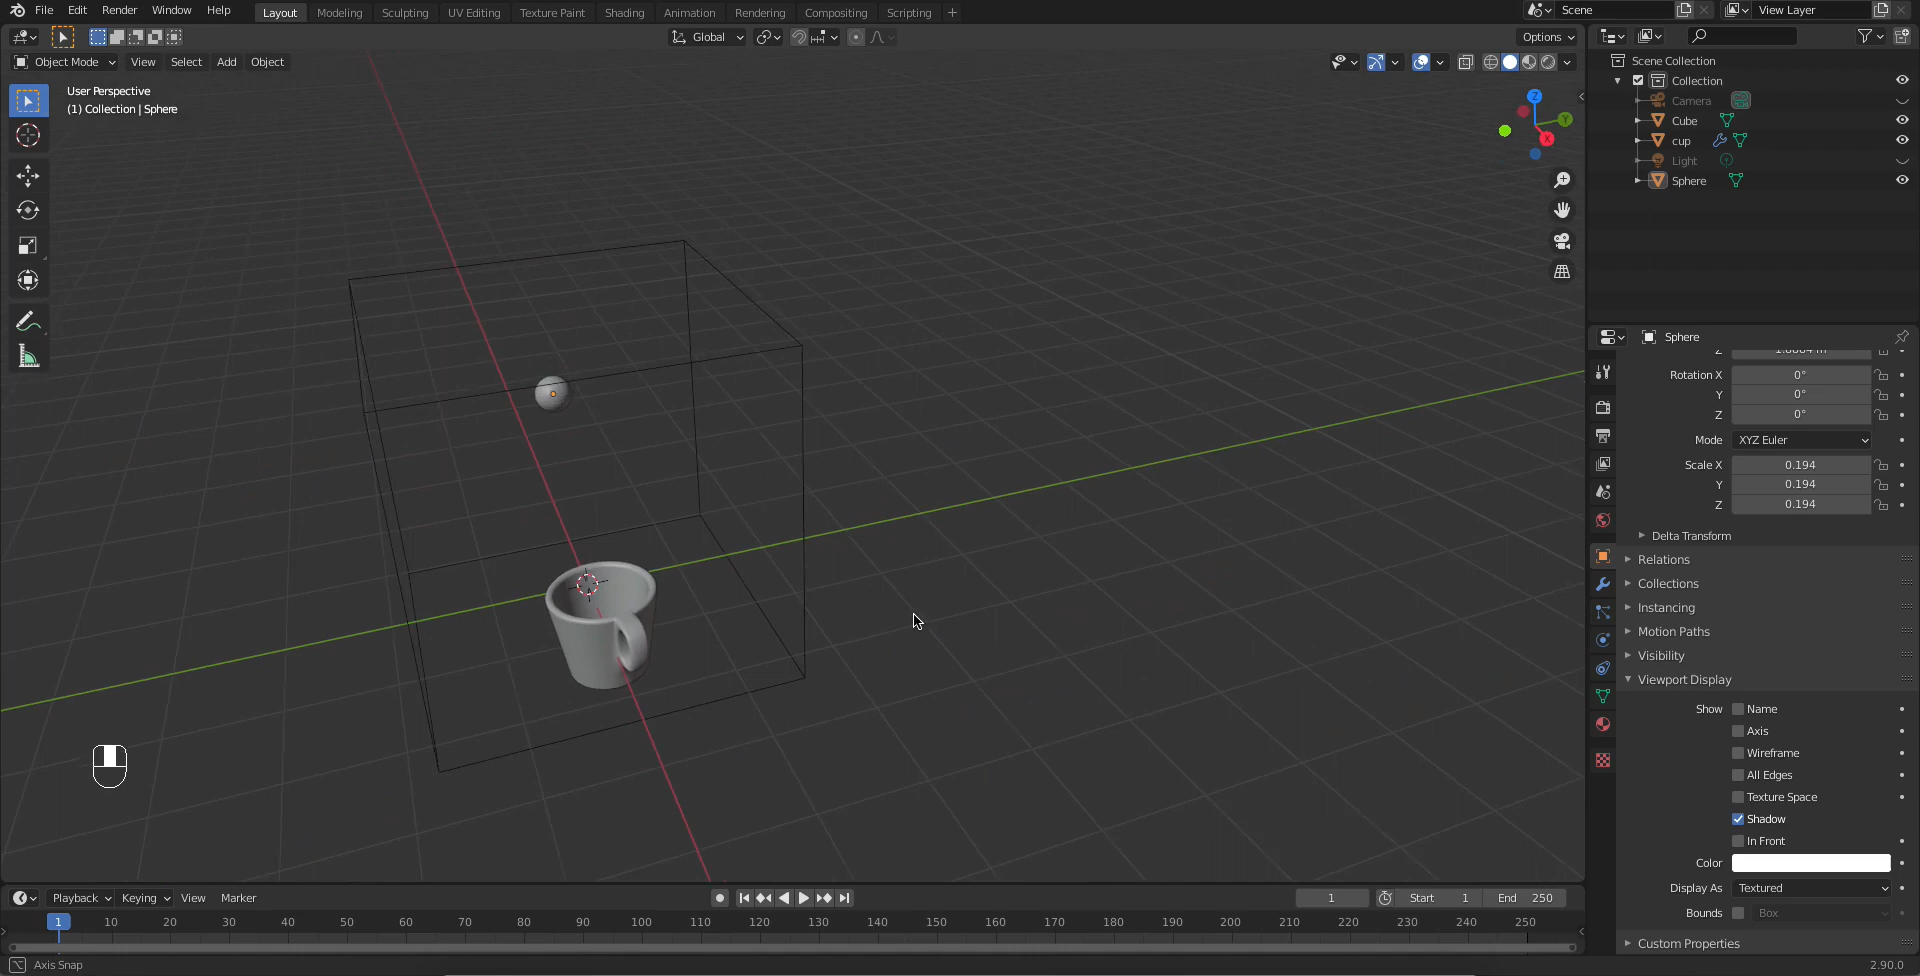 File Edit Render Window Help Layout Modeling Sculpting UV Editing Texture Paint Shading Animation Rendering Compositing Scripting + Scene View Layer
Global Options
Object Mode View Select Add Object
User Perspective
(1) Collection | Sphere
Z
Y
X
Scene Collection
Collection
Camera
Cube
cup
Light
Sphere
Sphere
Rotation X 0°
Y 0°
Z 0°
Mode XYZ Euler
Scale X 0.194
Y 0.194
Z 0.194
Delta Transform
Relations
Collections
Instancing
Motion Paths
Visibility
Viewport Display
Show Name
Axis
Wireframe
All Edges
Texture Space
Shadow
In Front
Color
Display As Textured
Bounds Box
Custom Properties
Playback Keying View Marker 1 Start 1 End 250
1 10 20 30 40 50 60 70 80 90 100 110 120 130 140 150 160 170 180 190 200 210 220 230 240 250
Axis Snap 2.90.0